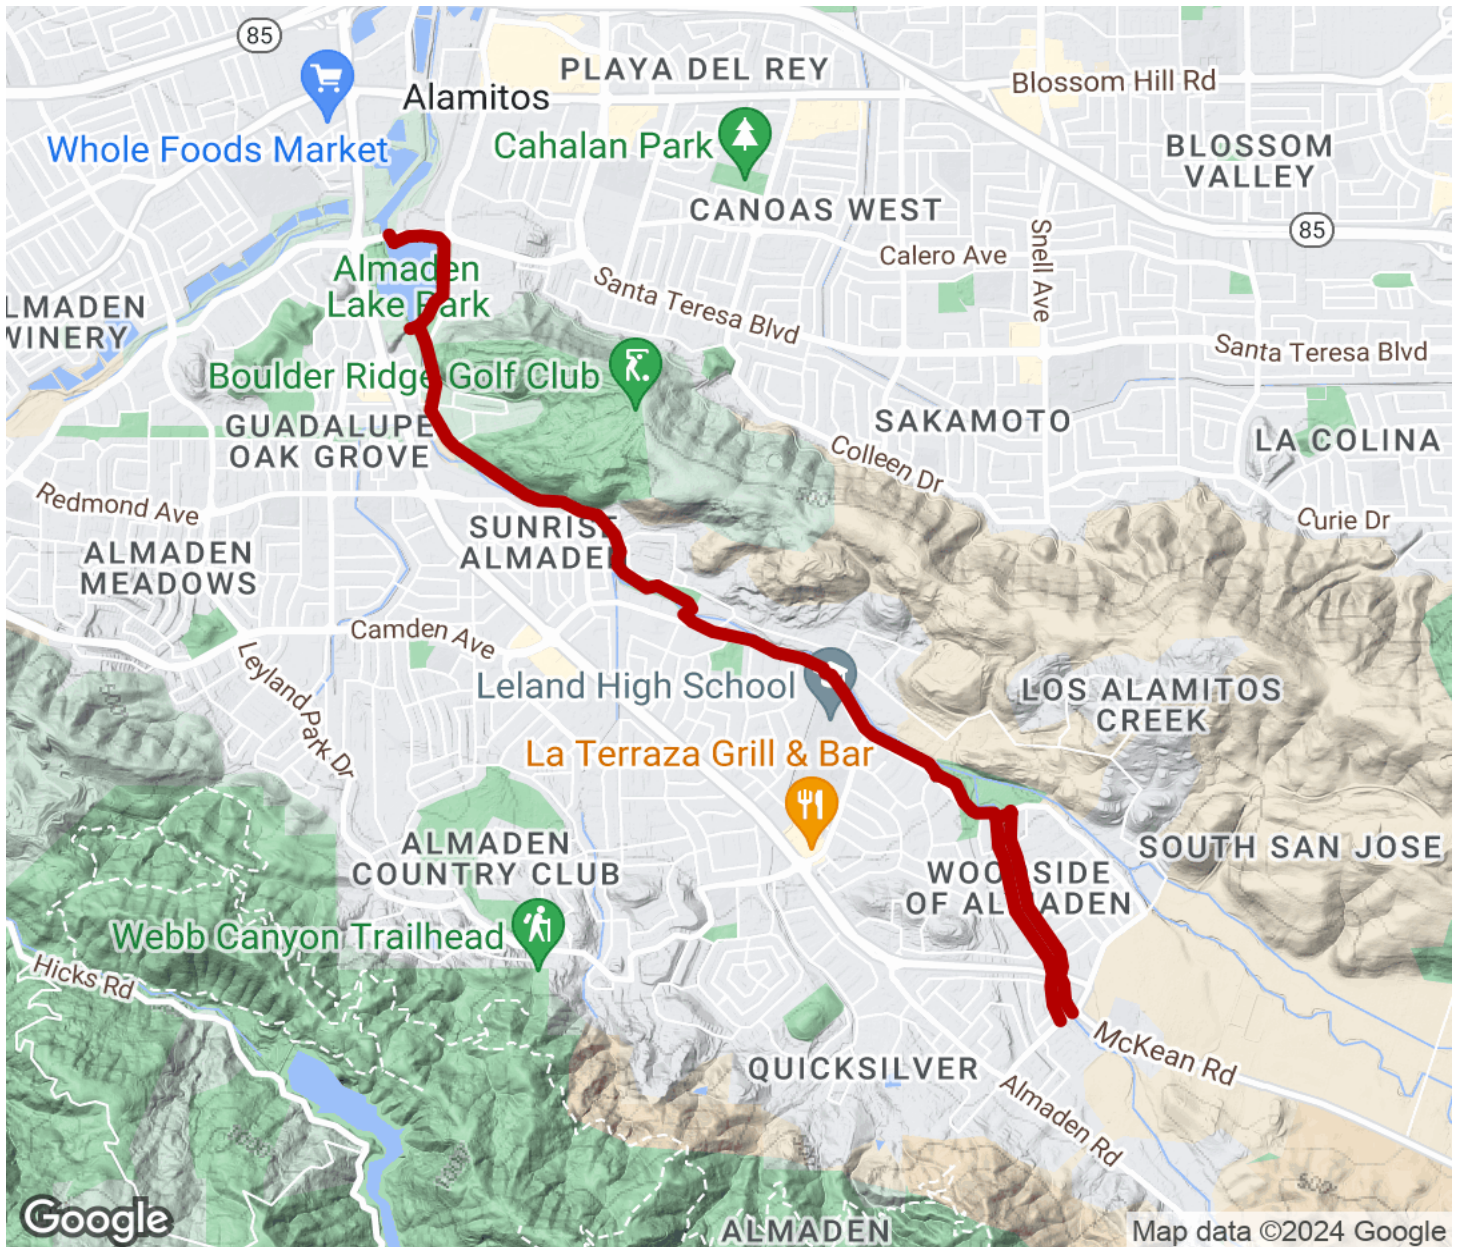 85
PLAYA DEL REY
Blossom Hill Rd
Alamitos
Whole Foods Market
Cahalan Park
BLOSSOM
VALLEY
CANOAS WEST
85
Calero Ave
Snell Ave
Almaden
Lake Park
Santa Teresa Blvd
LMADEN
WINERY
Santa Teresa Blvd
Boulder Ridge Golf Club
GUADALUPE
OAK GROVE
SAKAMOTO
LA COLINA
Colleen Dr
Redmond Ave
Curie Dr
SUNRISE
ALMADEN
ALMADEN
MEADOWS
Camden Ave
Leyland Park Dr
Leland High School
LOS ALAMITOS
CREEK
La Terraza Grill & Bar
ALMADEN
COUNTRY CLUB
SOUTH SAN JOSE
WOODSIDE
OF ALMADEN
Webb Canyon Trailhead
Hicks Rd
McKean Rd
QUICKSILVER
Almaden Rd
ALMADEN
Google
Map data ©2024 Google